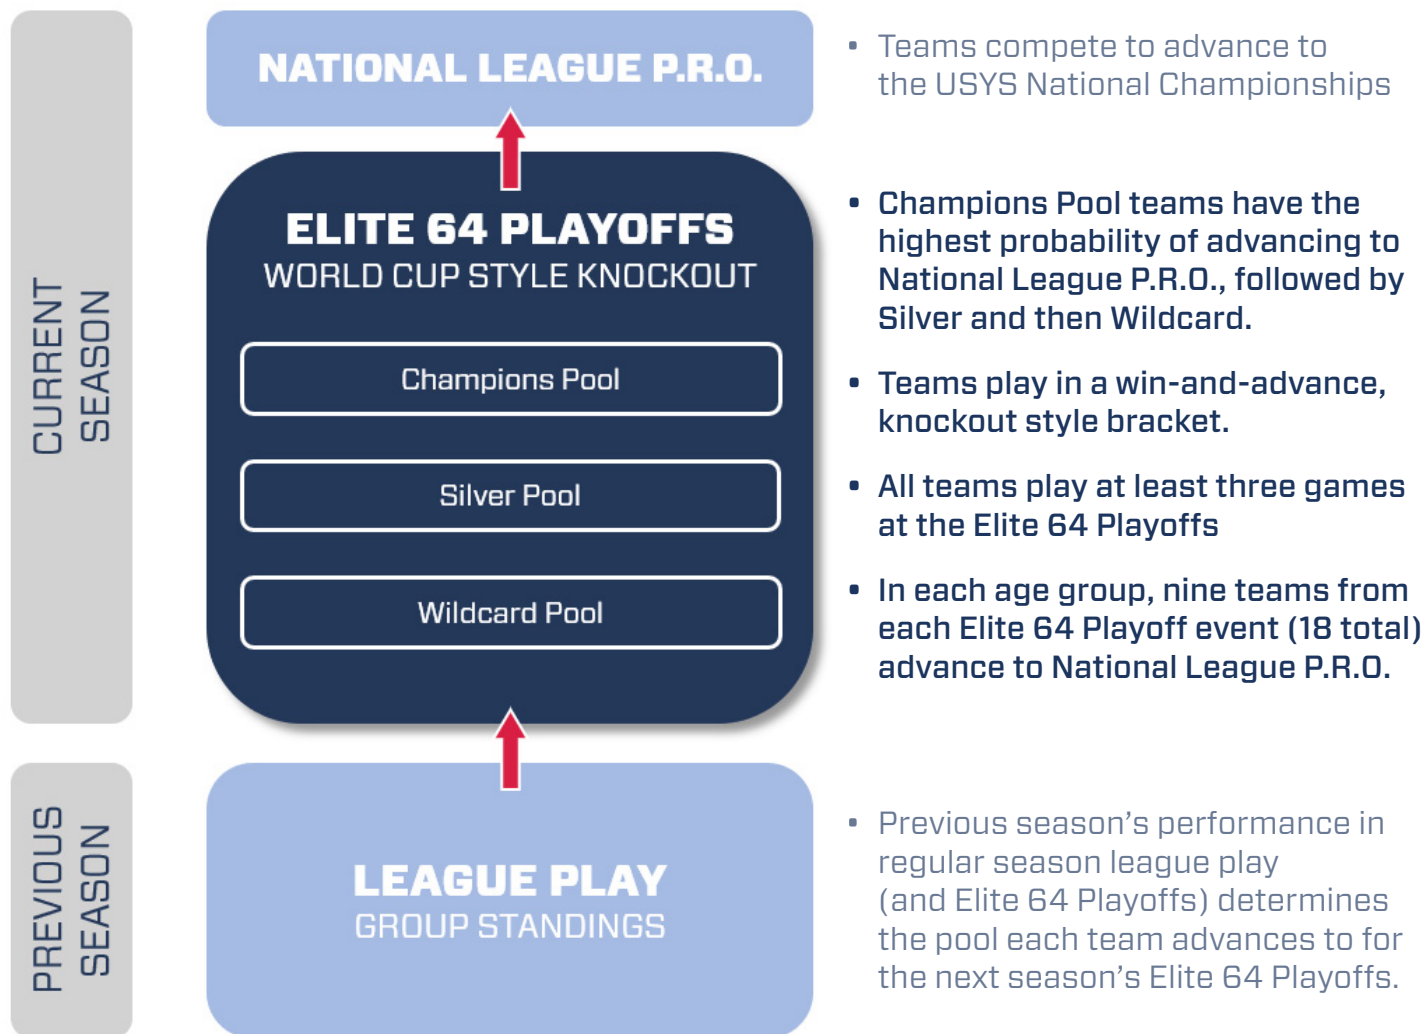 CURRENT
SEASON
NATIONAL LEAGUE P.R.O.
• Teams compete to advance to
the USYS National Championships
ELITE 64 PLAYOFFS
WORLD CUP STYLE KNOCKOUT
Champions Pool
Silver Pool
Wildcard Pool
• Champions Pool teams have the
highest probability of advancing to
National League P.R.O., followed by
Silver and then Wildcard.
• Teams play in a win-and-advance,
knockout style bracket.
• All teams play at least three games
at the Elite 64 Playoffs
• In each age group, nine teams from
each Elite 64 Playoff event (18 total)
advance to National League P.R.O.
PREVIOUS
SEASON
LEAGUE PLAY
GROUP STANDINGS
• Previous season’s performance in
regular season league play
(and Elite 64 Playoffs) determines
the pool each team advances to for
the next season’s Elite 64 Playoffs.